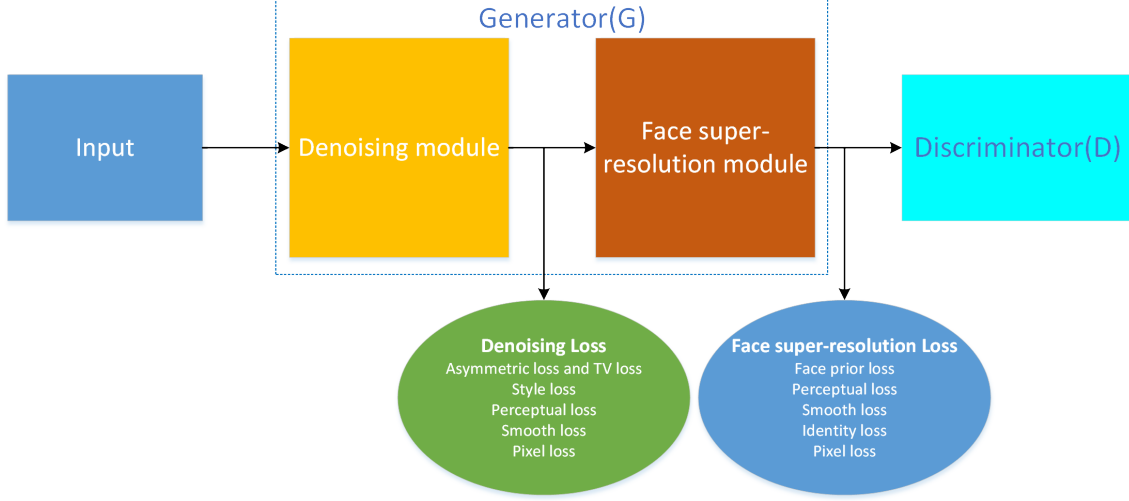 Generator(G)
Input
Denoising module
Face super-
resolution module
Discriminator(D)
Denoising Loss
Asymmetric loss and TV loss
Style loss
Perceptual loss
Smooth loss
Pixel loss
Face super-resolution Loss
Face prior loss
Perceptual loss
Smooth loss
Identity loss
Pixel loss